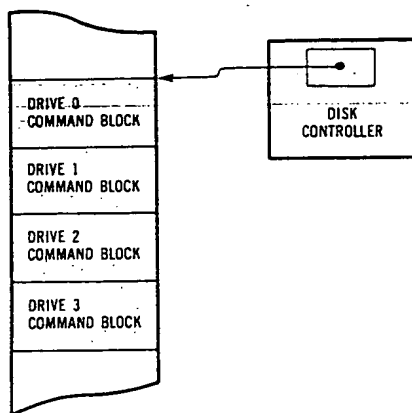 DRIVE 0
COMMAND BLOCK
DISK
CONTROLLER
DRIVE 1
COMMAND BLOCK
DRIVE 2
COMMAND BLOCK
DRIVE 3
COMMAND BLOCK